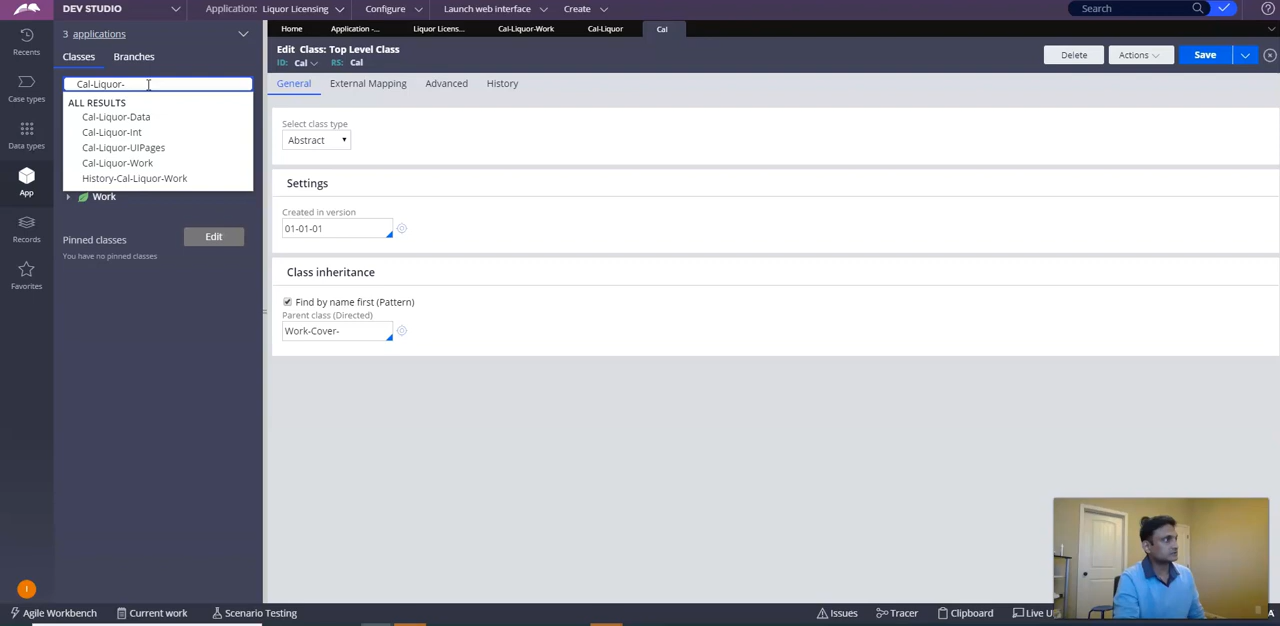 DEV STUDIO
Application: Liquor Licensing
Configure
Launch web interface
Create
Search
Recents
Case types
Data types
App
Records
Favorites
3 applications
Classes
Branches
Cal-Liquor-
ALL RESULTS
Cal-Liquor-Data
Cal-Liquor-Int
Cal-Liquor-UIPages
Cal-Liquor-Work
History-Cal-Liquor-Work
Work
Pinned classes
Edit
You have no pinned classes
Home
Application -...
Liquor Licens...
Cal-Liquor-Work
Cal-Liquor
Cal
Edit Class: Top Level Class
ID: Cal RS: Cal
Delete
Actions
Save
General
External Mapping
Advanced
History
Select class type
Abstract
Settings
Created in version
01-01-01
Class inheritance
Find by name first (Pattern)
Parent class (Directed)
Work-Cover-
I
Agile Workbench
Current work
Scenario Testing
Issues
Tracer
Clipboard
Live U
A